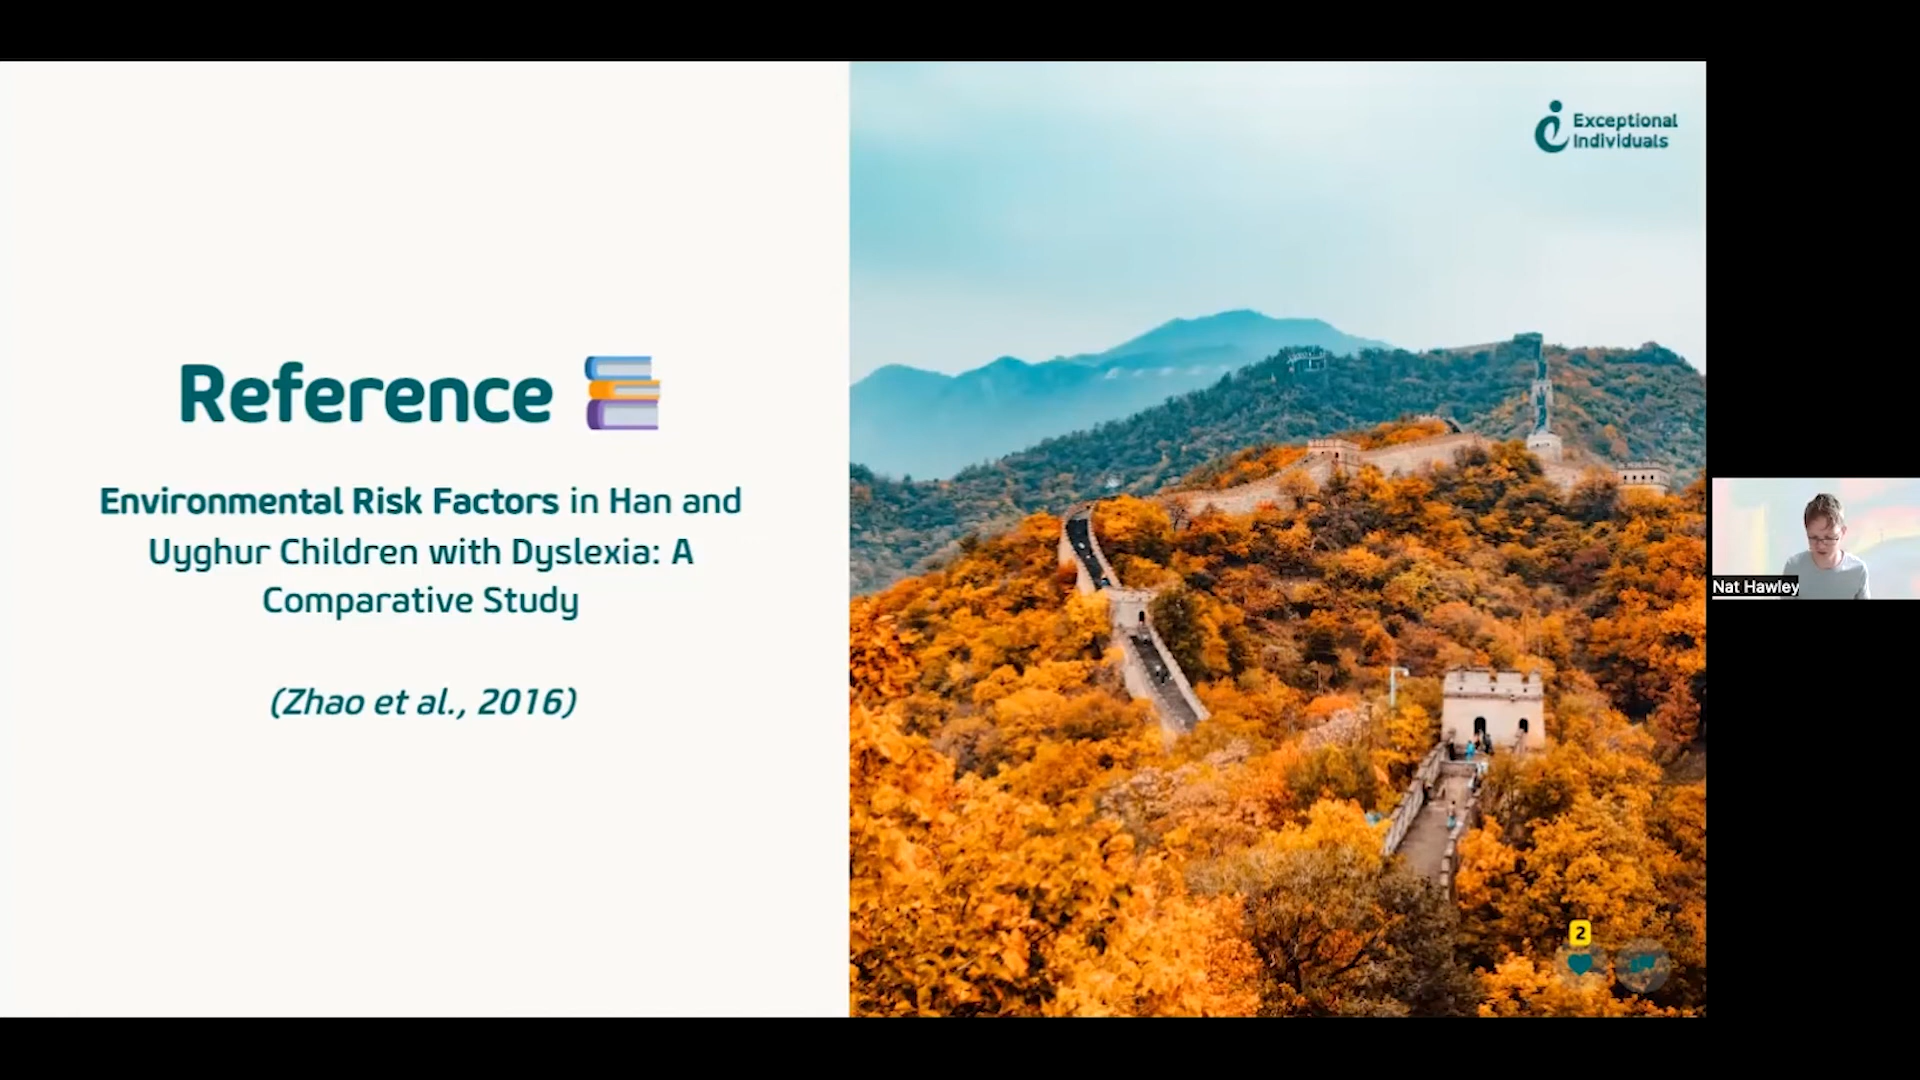 Reference
Environmental Risk Factors in Han and
Uyghur Children with Dyslexia: A
Comparative Study
(Zhao et al., 2016)
Exceptional
Individuals
Nat Hawley
2